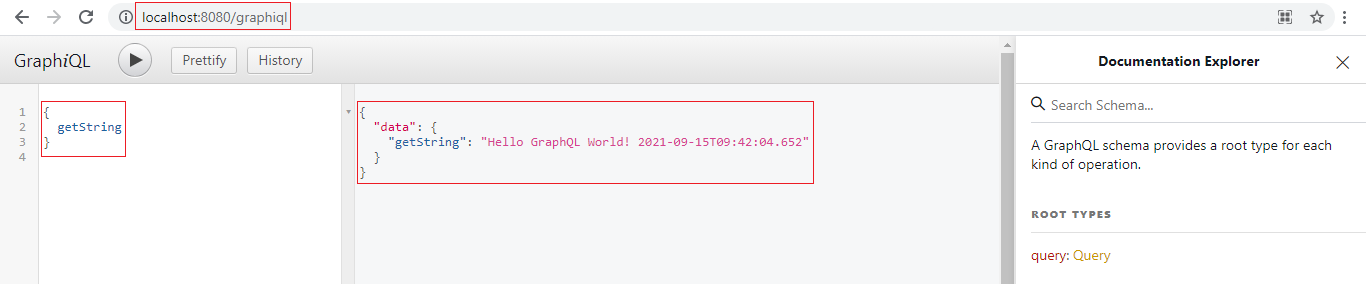 localhost:8080/graphiql
GraphiQL
Prettify
History
Documentation Explorer
1 {
2 getString
3 }
4
{
"data": {
"getString": "Hello GraphQL World! 2021-09-15T09:42:04.652"
}
}
Search Schema...
A GraphQL schema provides a root type for each
kind of operation.
ROOT TYPES
query: Query